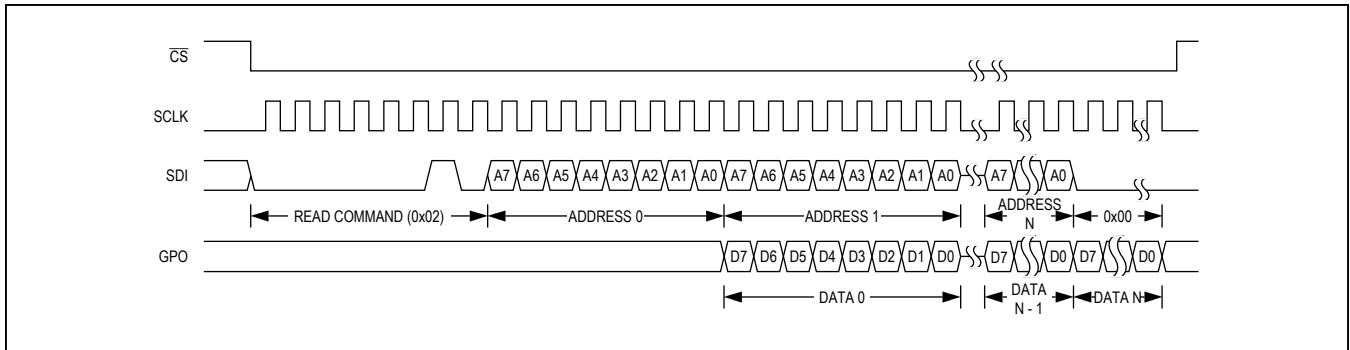 CS
SCLK
SDI
A7 A6 A5 A4 A3 A2 A1 A0 A7 A6 A5 A4 A3 A2 A1 A0 A7 A0
READ COMMAND (0x02) ADDRESS 0 ADDRESS 1 ADDRESS N 0x00
GPO
D7 D6 D5 D4 D3 D2 D1 D0 D7 D0 D7 D0
DATA 0 DATA N - 1 DATA N